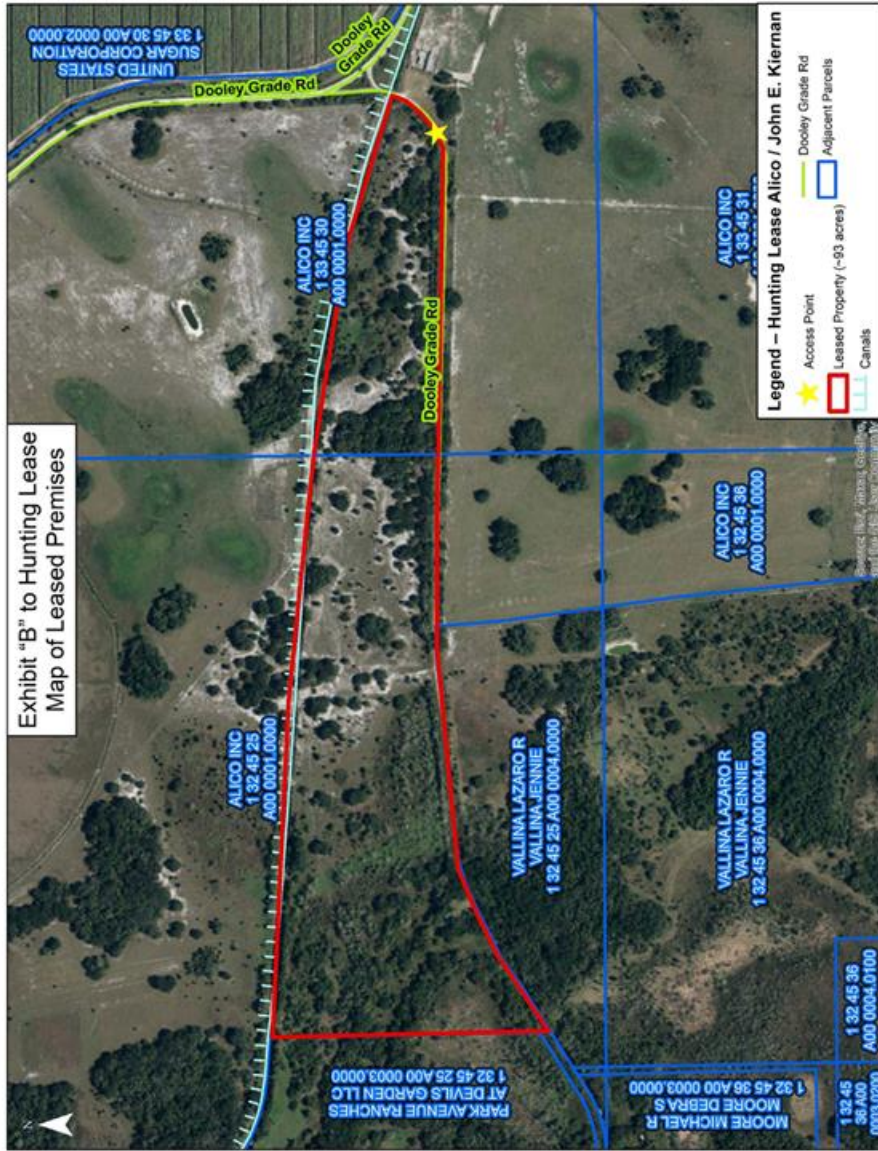 Exhibit "B" to Hunting Lease
Map of Leased Premises
N
UNITED STATES
SUGAR CORPORATION
1 33 45 30 A00 0002.0000
Dooley Grade Rd
Dooley
Grade Rd
ALICO INC
1 33 45 30
A00 0001.0000
ALICO INC
1 32 45 25
A00 0001.0000
Dooley Grade Rd
PARK AVENUE RANCHES
AT DEVILS GARDEN LLC
1 32 45 25 A00 0003.0000
VALLINA LAZARO R
VALLINA JENNIE
1 32 45 25 A00 0004.0000
ALICO INC
1 32 45 36
A00 0001.0000
ALICO INC
1 33 45 31
VALLINA LAZARO R
VALLINA JENNIE
1 32 45 36 A00 0004.0000
MOORE MICHAEL R
MOORE DEBRA S
1 32 45 36 A00 0003.0000
1 32 45
36 A00
0003.0200
1 32 45 36
A00 0004.0100
Legend – Hunting Lease Alico / John E. Kiernan
Access Point
Dooley Grade Rd
Leased Property (~93 acres)
Adjacent Parcels
Canals